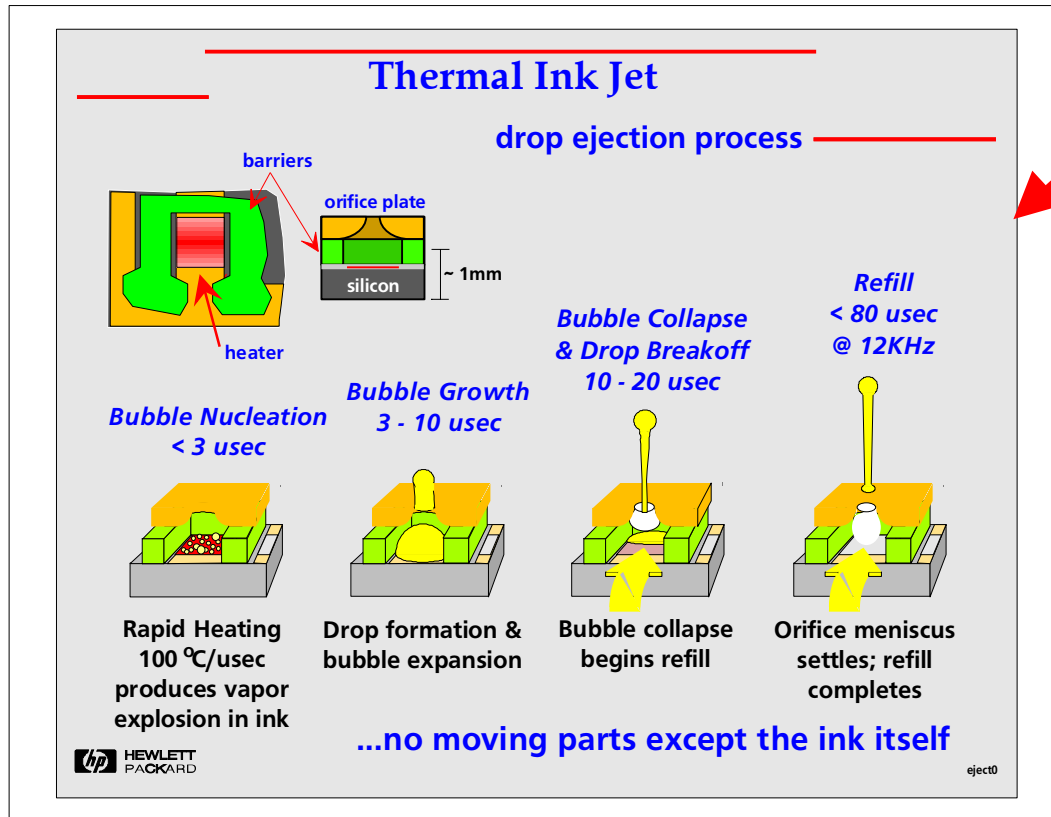 Thermal Ink Jet
drop ejection process
barriers
orifice plate
~ 1mm
silicon
heater
Bubble Nucleation
< 3 usec
Bubble Growth
3 - 10 usec
Bubble Collapse
& Drop Breakoff
10 - 20 usec
Refill
< 80 usec
@ 12KHz
Rapid Heating
100 ºC/usec
produces vapor
explosion in ink
Drop formation &
bubble expansion
Bubble collapse
begins refill
Orifice meniscus
settles; refill
completes
...no moving parts except the ink itself
hp HEWLETT
PACKARD
eject0